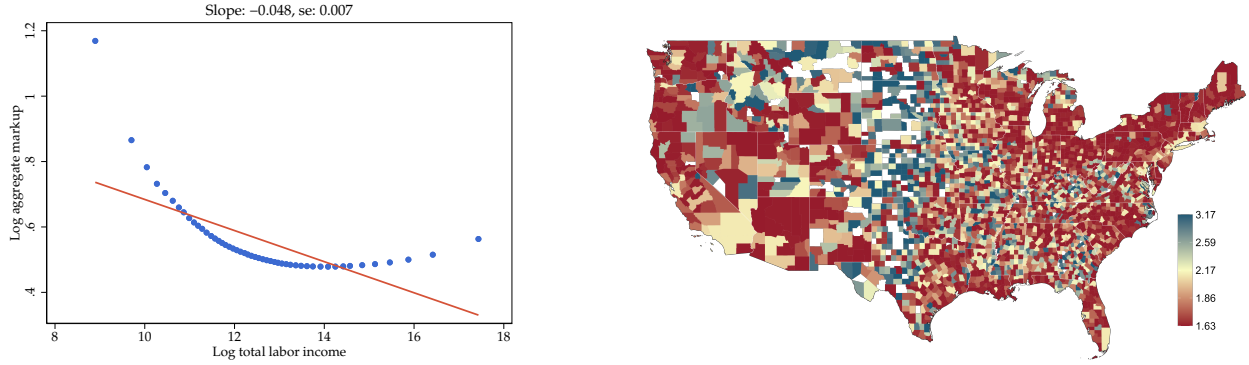 Slope: −0.048, se: 0.007
Log aggregate markup
1.2
1
.8
.6
.4
8 10 12 14 16 18
Log total labor income
3.17
2.59
2.17
1.86
1.63